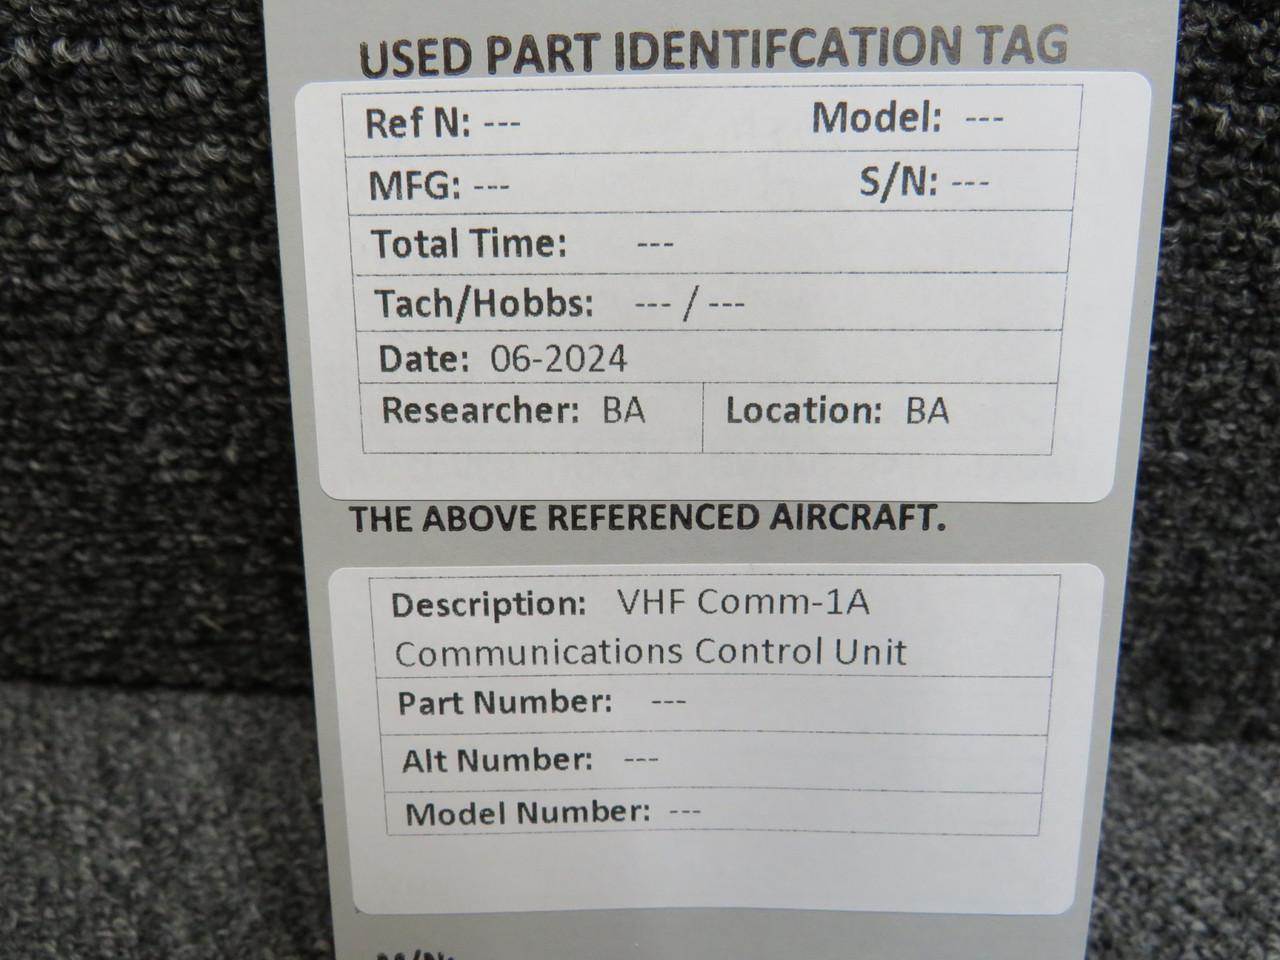 USED PART IDENTIFCATION TAG
Ref N: --- Model: ---
MFG: --- S/N: ---
Total Time: ---
Tach/Hobbs: --- / ---
Date: 06-2024
Researcher: BA Location: BA
THE ABOVE REFERENCED AIRCRAFT.
Description: VHF Comm-1A
Communications Control Unit
Part Number: ---
Alt Number: ---
Model Number: ---